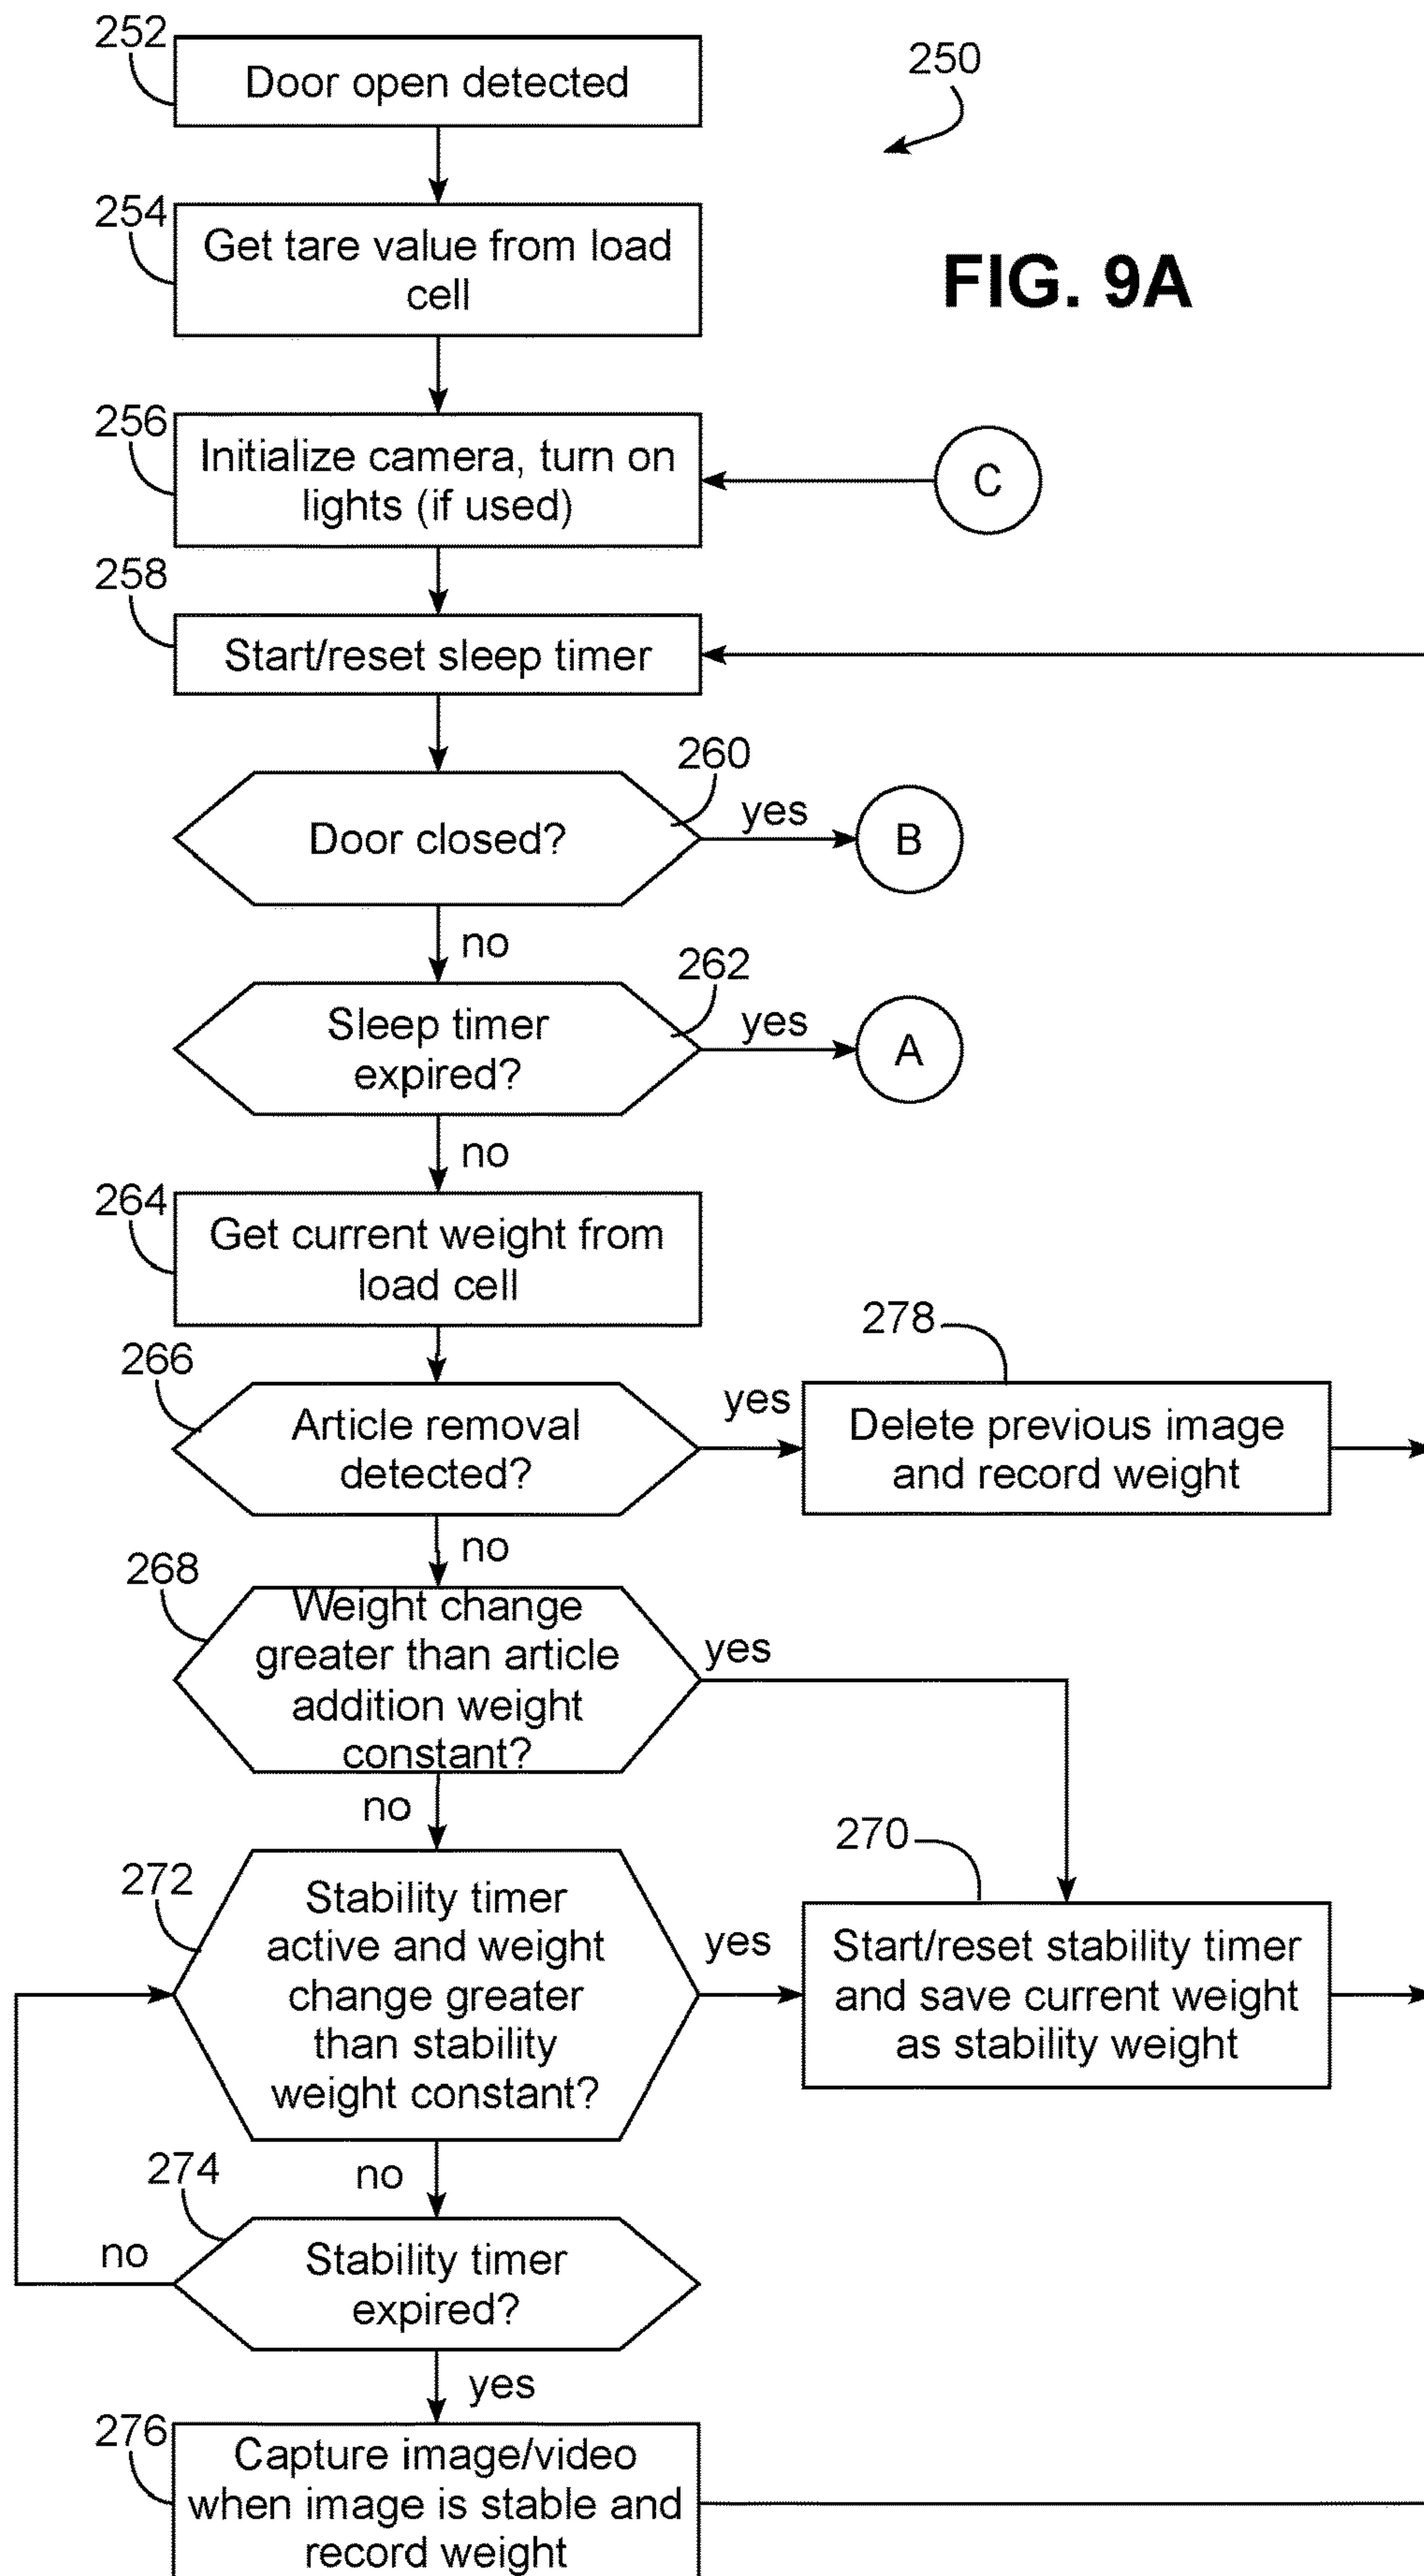 252
Door open detected
250
254
Get tare value from load
cell
FIG. 9A
256
Initialize camera, turn on
lights (if used)
C
258
Start/reset sleep timer
260
Door closed?
yes
B
no
262
Sleep timer
expired?
yes
A
no
264
Get current weight from
load cell
278
266
Article removal
detected?
yes
Delete previous image
and record weight
no
268
Weight change
greater than article
addition weight
constant?
yes
no
270
272
Stability timer
active and weight
change greater
than stability
weight constant?
yes
Start/reset stability timer
and save current weight
as stability weight
no
274
no
Stability timer
expired?
yes
276
Capture image/video
when image is stable and
record weight